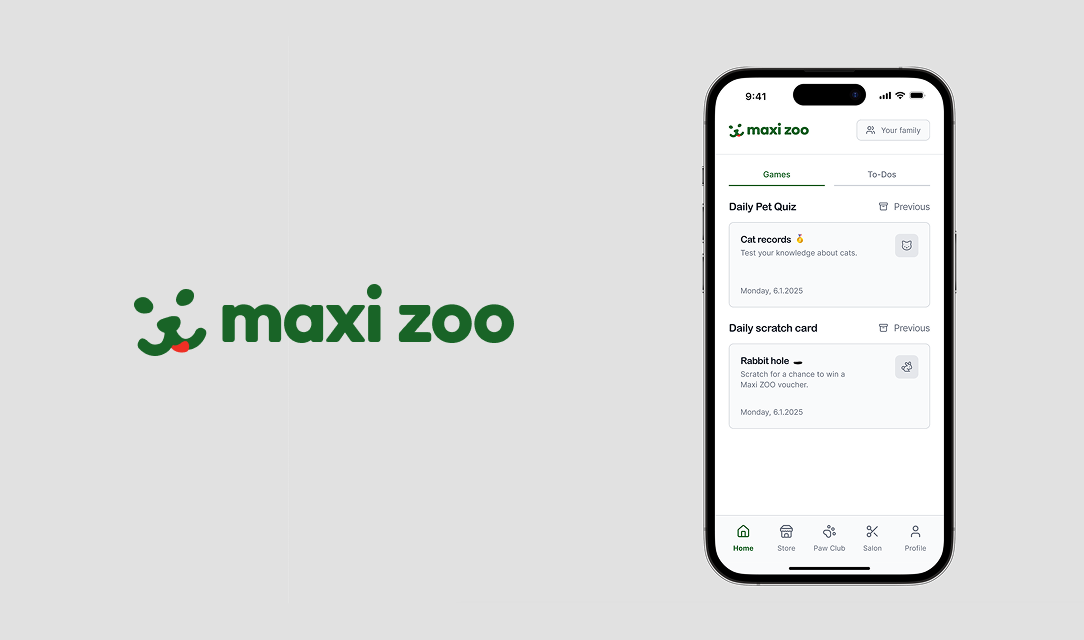 maxi zoo
9:41
maxi zoo
Your family
Games
To-Dos
Daily Pet Quiz
Previous
Cat records
Test your knowledge about cats.
Monday, 6.1.2025
Daily scratch card
Previous
Rabbit hole
Scratch for a chance to win a
Maxi ZOO voucher.
Monday, 6.1.2025
Home
Store
Paw Club
Salon
Profile